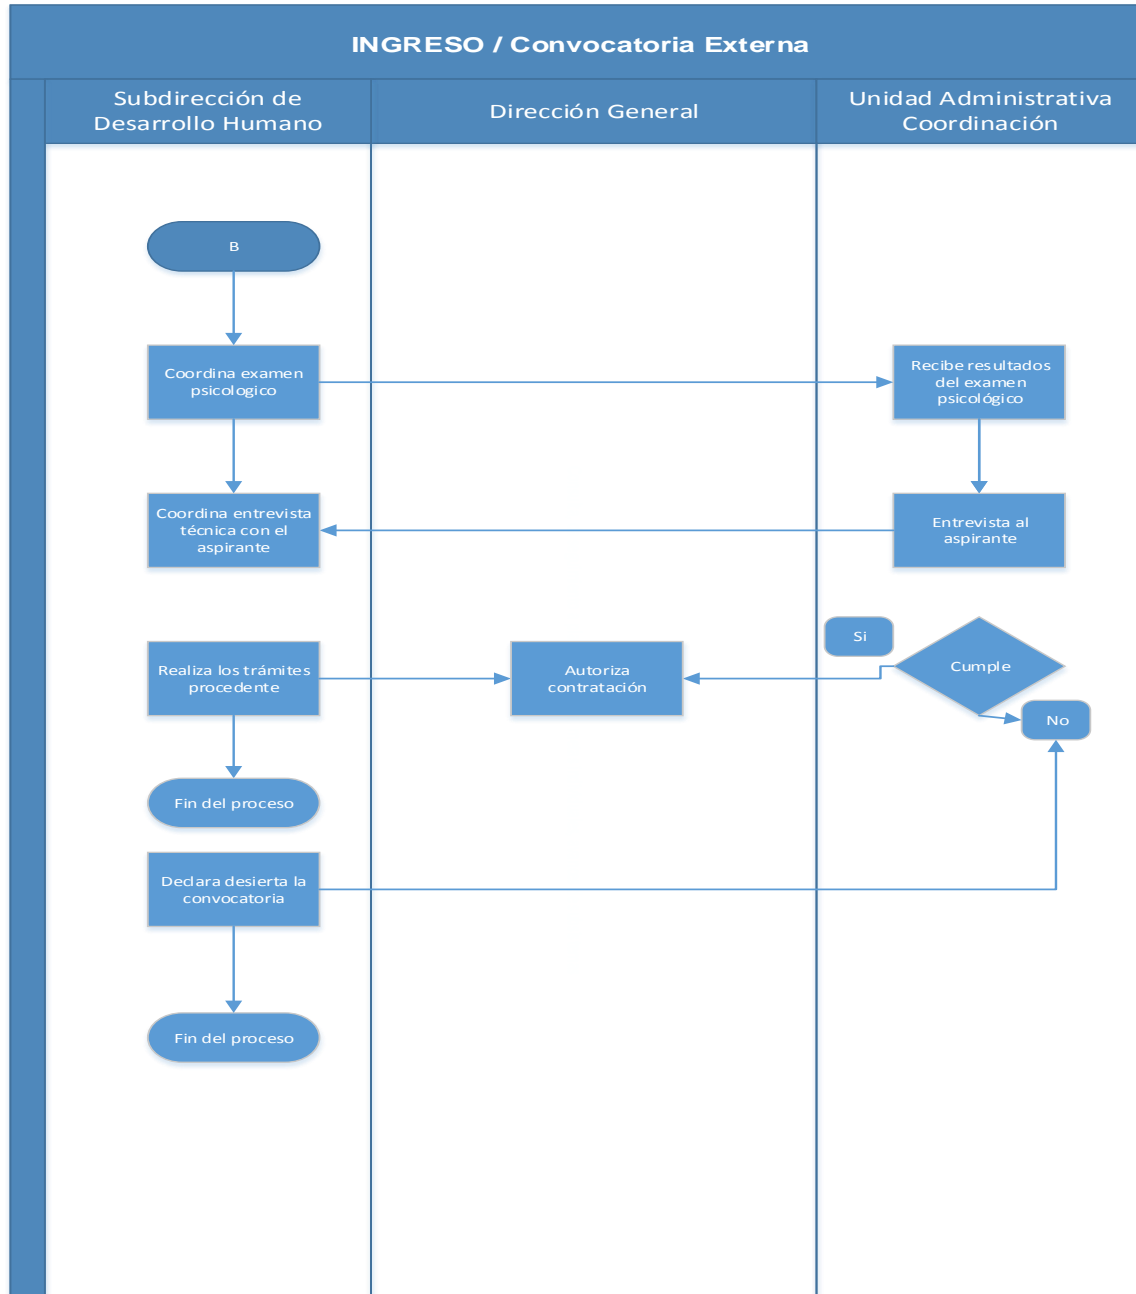 INGRESO / Convocatoria Externa
Subdirección de
Desarrollo Humano
Dirección General
Unidad Administrativa
Coordinación
B
Coordina examen
psicologico
Recibe resultados
del examen
psicológico
Coordina entrevista
técnica con el
aspirante
Entrevista al
aspirante
Si
Cumple
Realiza los trámites
procedente
Autoriza
contratación
No
Fin del proceso
Declara desierta la
convocatoria
Fin del proceso